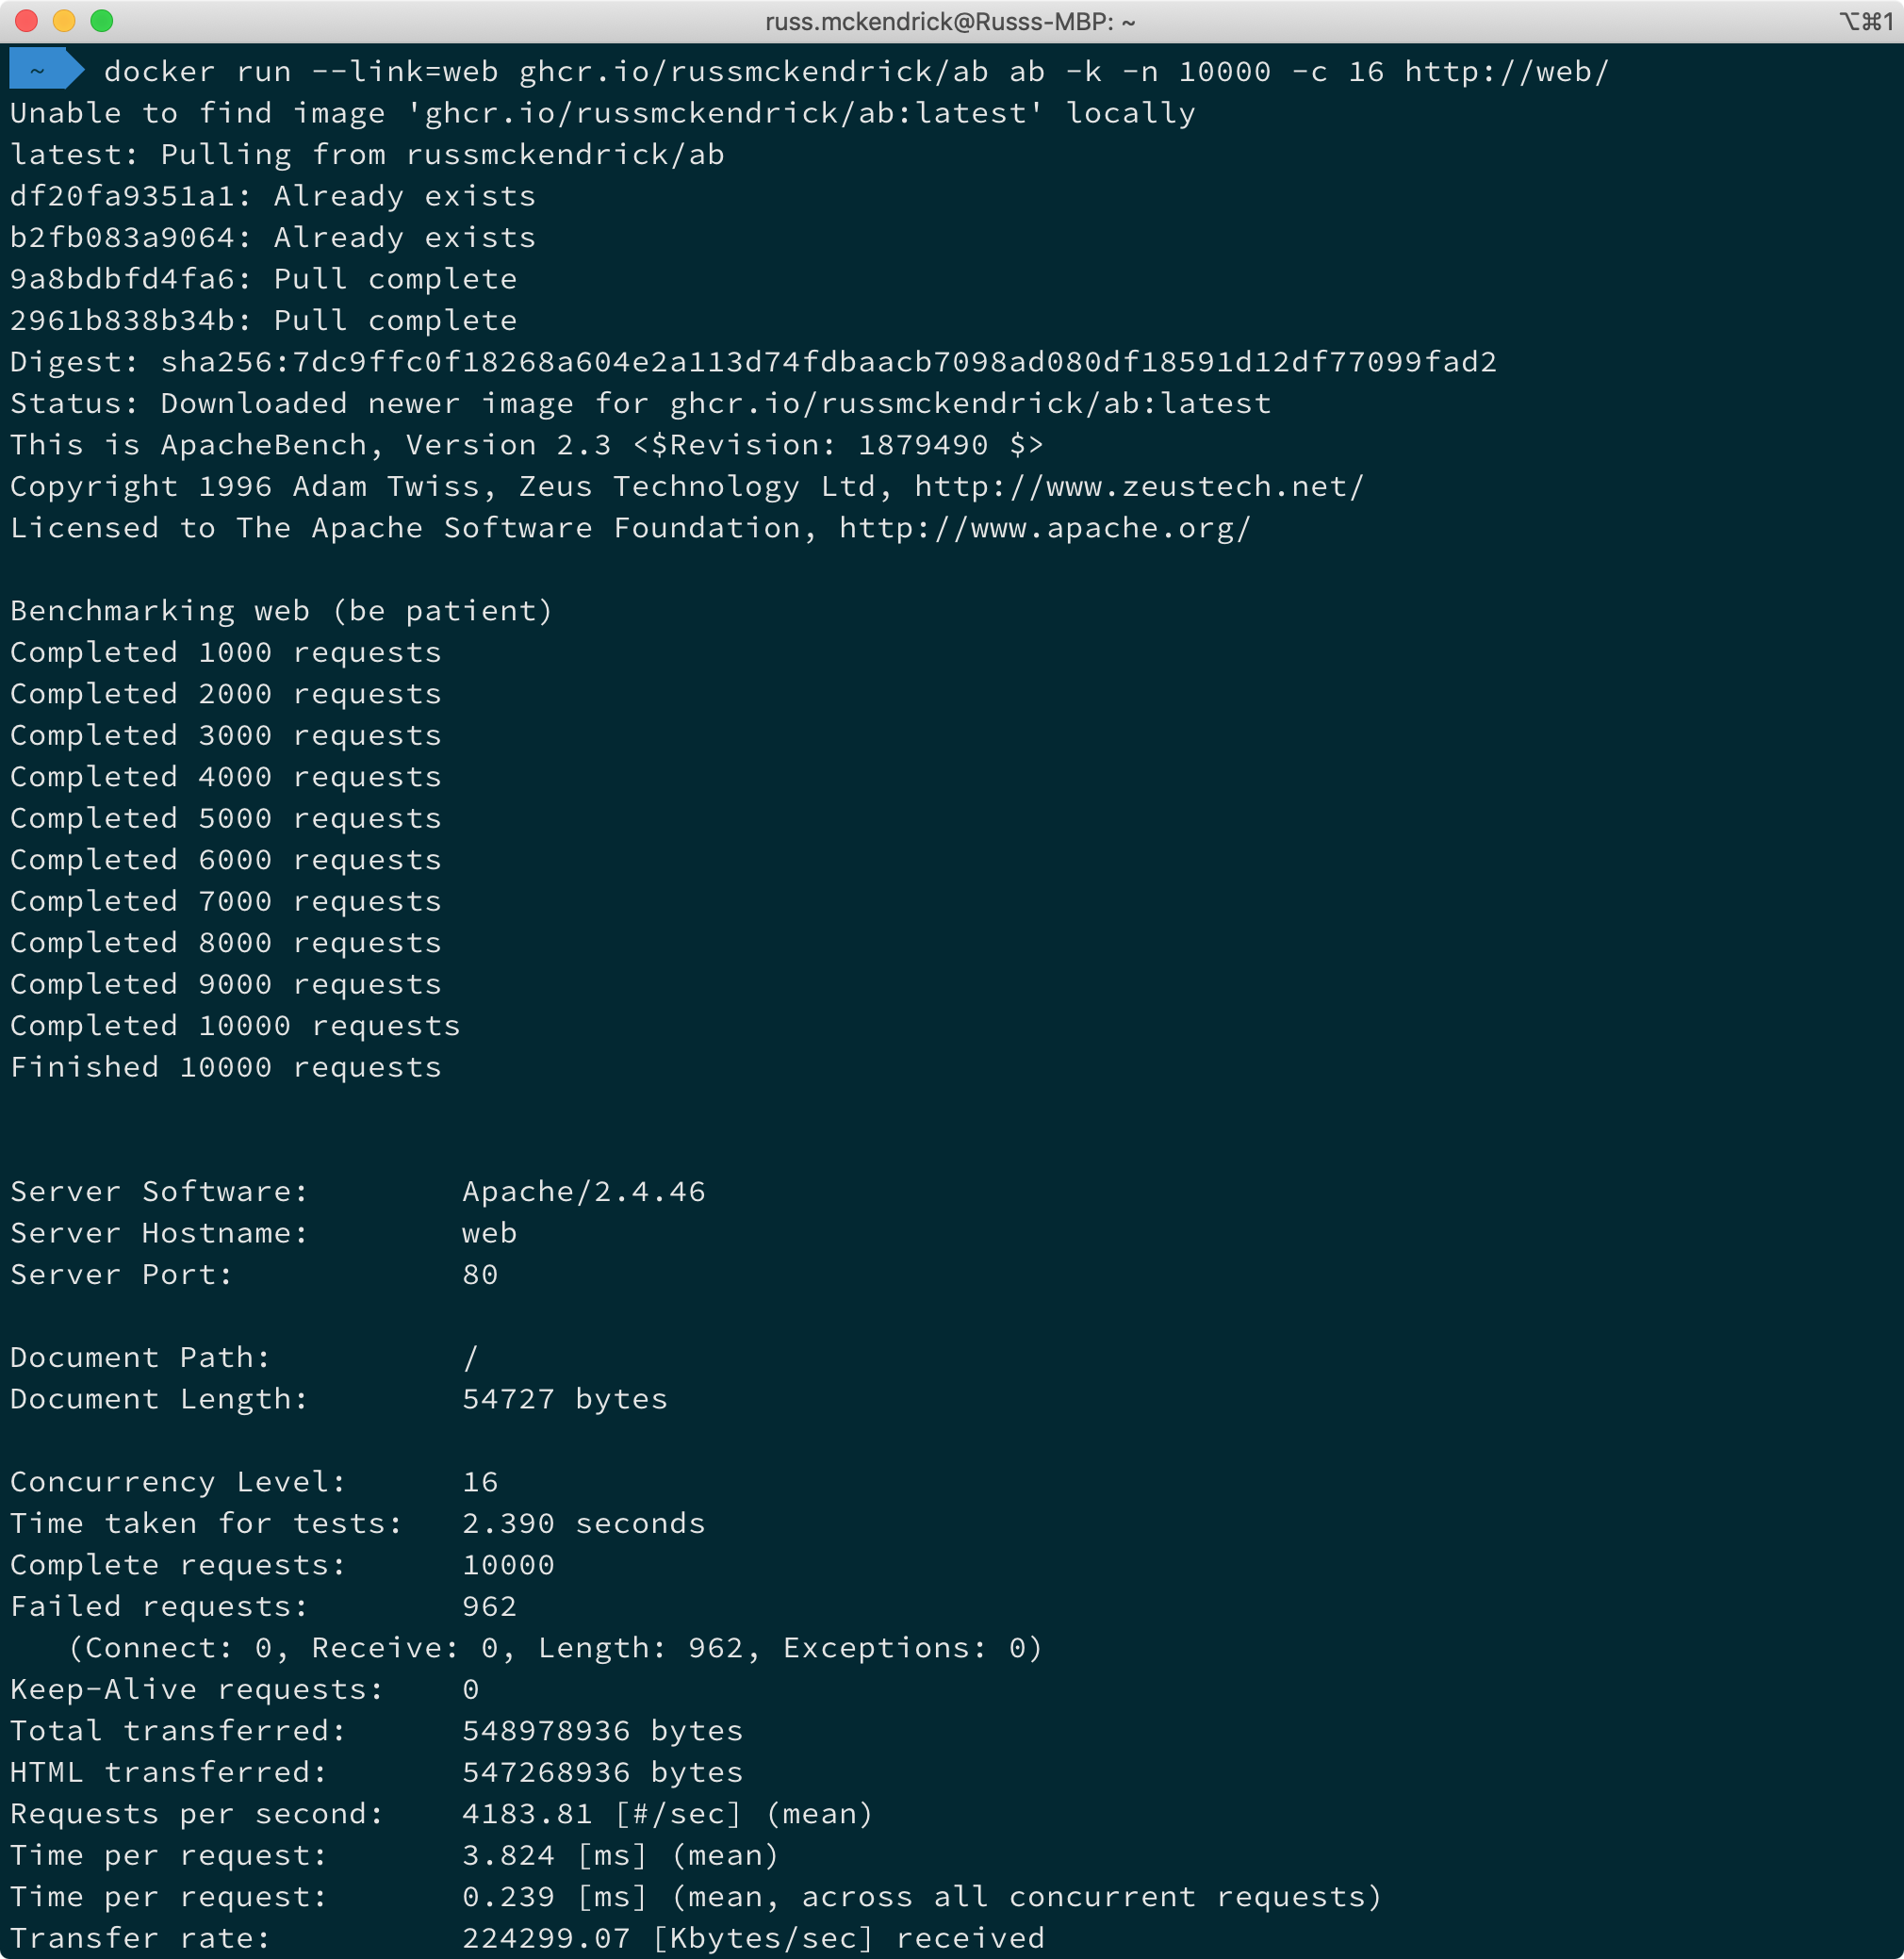 russ.mckendrick@Russs-MBP: ~
⌥⌘1
~ docker run --link=web ghcr.io/russmckendrick/ab ab -k -n 10000 -c 16 http://web/
Unable to find image 'ghcr.io/russmckendrick/ab:latest' locally
latest: Pulling from russmckendrick/ab
df20fa9351a1: Already exists
b2fb083a9064: Already exists
9a8bdbfd4fa6: Pull complete
2961b838b34b: Pull complete
Digest: sha256:7dc9ffc0f18268a604e2a113d74fdbaacb7098ad080df18591d12df77099fad2
Status: Downloaded newer image for ghcr.io/russmckendrick/ab:latest
This is ApacheBench, Version 2.3 <$Revision: 1879490 $>
Copyright 1996 Adam Twiss, Zeus Technology Ltd, http://www.zeustech.net/
Licensed to The Apache Software Foundation, http://www.apache.org/

Benchmarking web (be patient)
Completed 1000 requests
Completed 2000 requests
Completed 3000 requests
Completed 4000 requests
Completed 5000 requests
Completed 6000 requests
Completed 7000 requests
Completed 8000 requests
Completed 9000 requests
Completed 10000 requests
Finished 10000 requests

Server Software:        Apache/2.4.46
Server Hostname:        web
Server Port:            80

Document Path:          /
Document Length:        54727 bytes

Concurrency Level:      16
Time taken for tests:   2.390 seconds
Complete requests:      10000
Failed requests:        962
   (Connect: 0, Receive: 0, Length: 962, Exceptions: 0)
Keep-Alive requests:    0
Total transferred:      548978936 bytes
HTML transferred:       547268936 bytes
Requests per second:    4183.81 [#/sec] (mean)
Time per request:       3.824 [ms] (mean)
Time per request:       0.239 [ms] (mean, across all concurrent requests)
Transfer rate:          224299.07 [Kbytes/sec] received